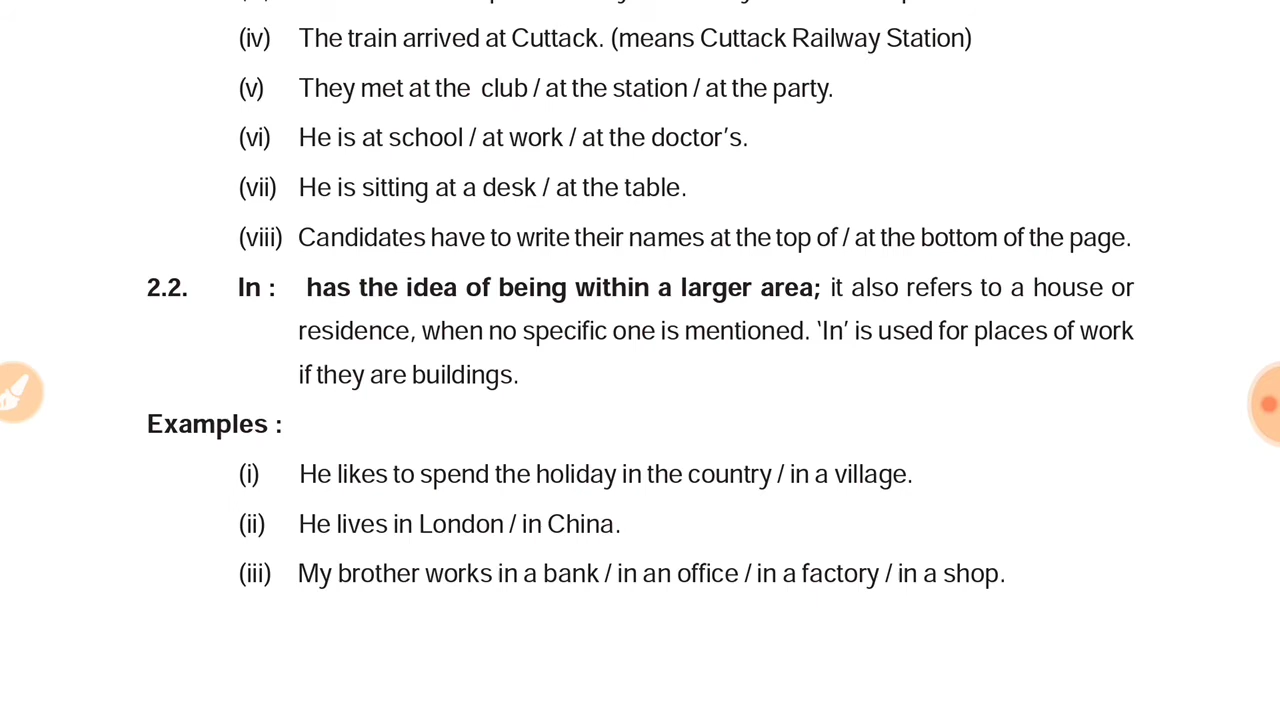 (iv) The train arrived at Cuttack. (means Cuttack Railway Station)
(v) They met at the club / at the station / at the party.
(vi) He is at school / at work / at the doctor’s.
(vii) He is sitting at a desk / at the table.
(viii) Candidates have to write their names at the top of / at the bottom of the page.
2.2. In : has the idea of being within a larger area; it also refers to a house or
residence, when no specific one is mentioned. ‘In’ is used for places of work
if they are buildings.
Examples :
(i) He likes to spend the holiday in the country / in a village.
(ii) He lives in London / in China.
(iii) My brother works in a bank / in an office / in a factory / in a shop.